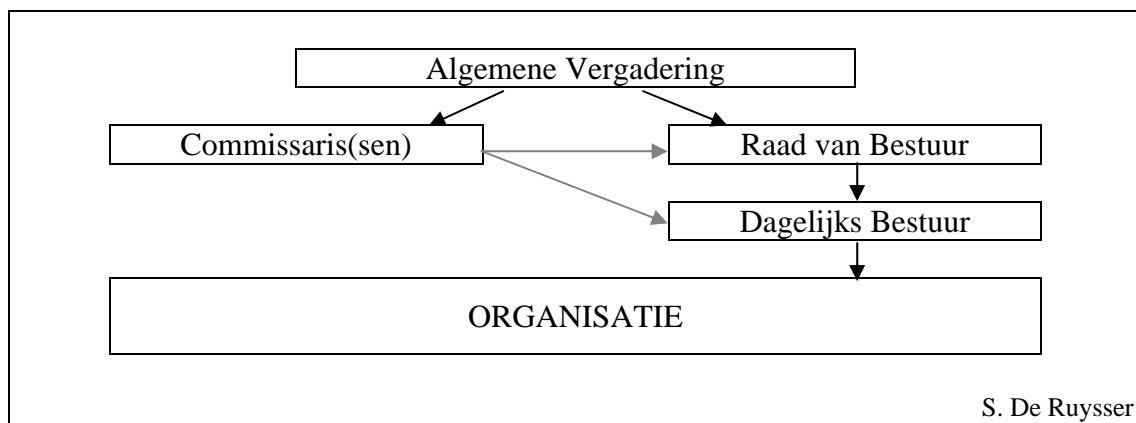 Algemene Vergadering
Commissaris(sen)
Raad van Bestuur
Dagelijks Bestuur
ORGANISATIE
S. De Ruysser